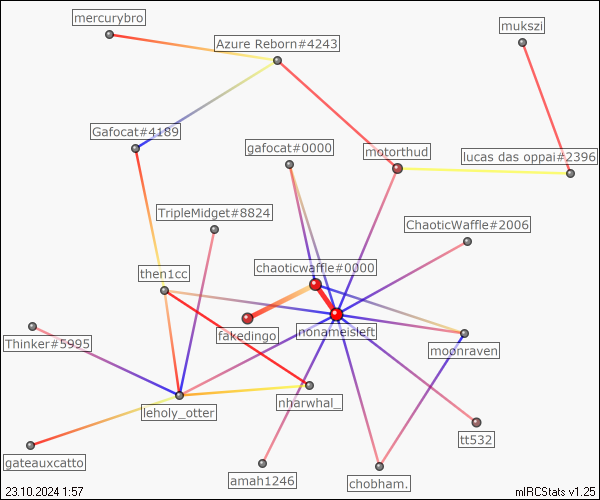 mercurybro
mukszi
Azure Reborn#4243
Gafocat#4189
gafocat#0000
motorthud
lucas das oppai#2396
TripleMidget#8824
ChaoticWaffle#2006
chaoticwaffle#0000
then1cc
fakedingo
nonameisleft
Thinker#5995
moonraven
leholy_otter
nharwhal_
tt532
gateauxcatto
amah1246
chobham.
23.10.2024 1:57
mIRCStats v1.25